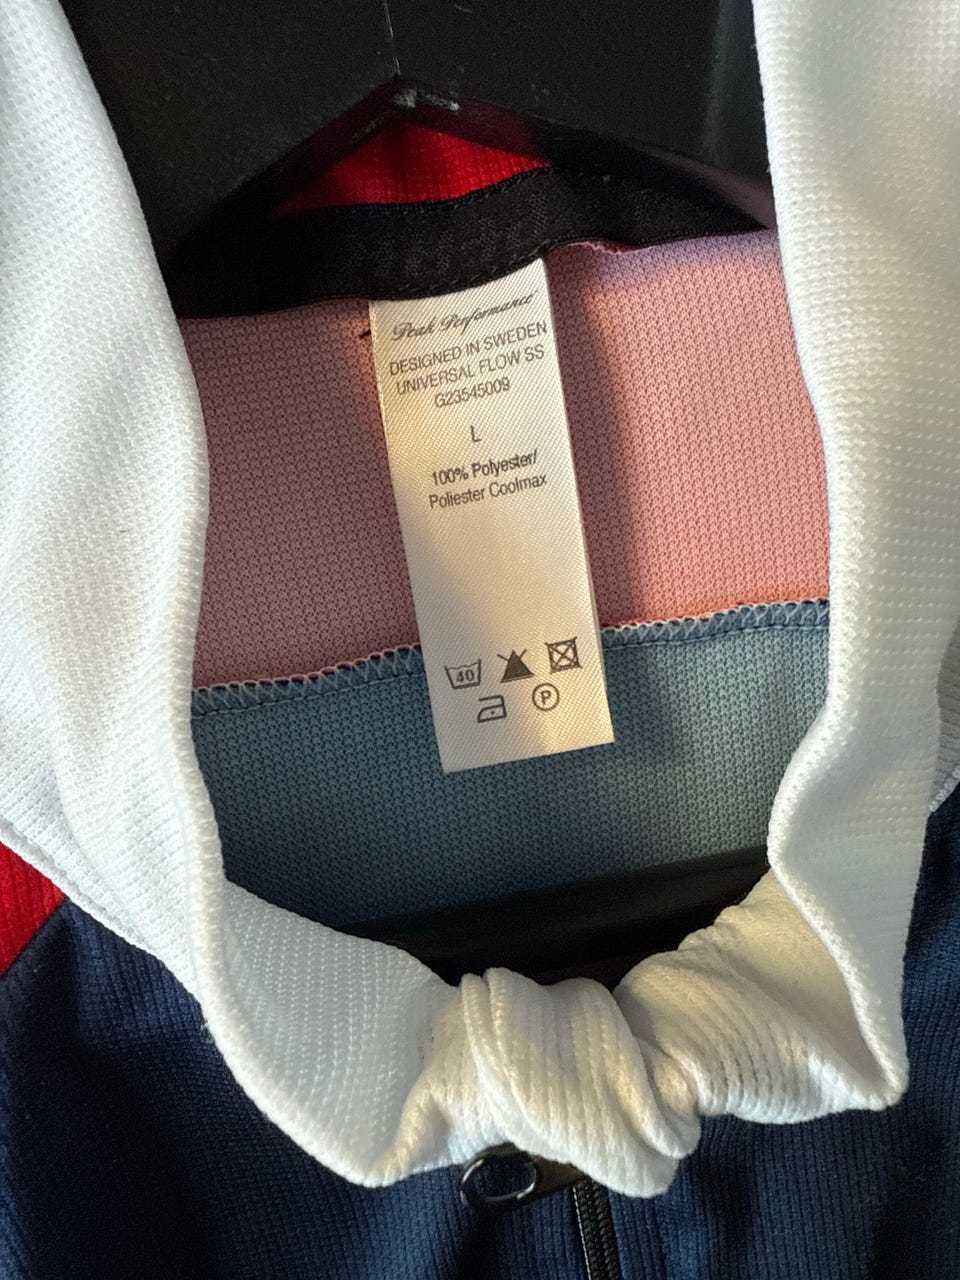 Peak Performance
DESIGNED IN SWEDEN
UNIVERSAL FLOW SS
G23545009
L
100% Polyester/
Poliester Coolmax
40
P